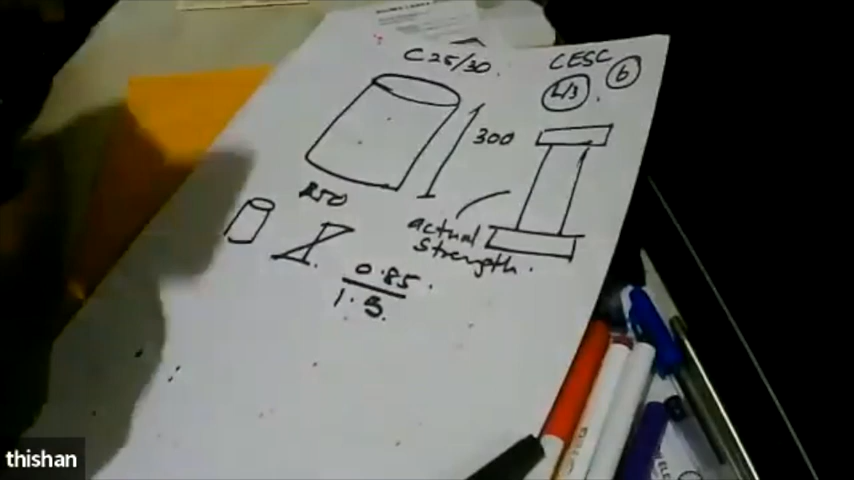 C25/30.
CESC
2/3 . 6
300
250
actual
strength.
0.85
1.5.
thishan